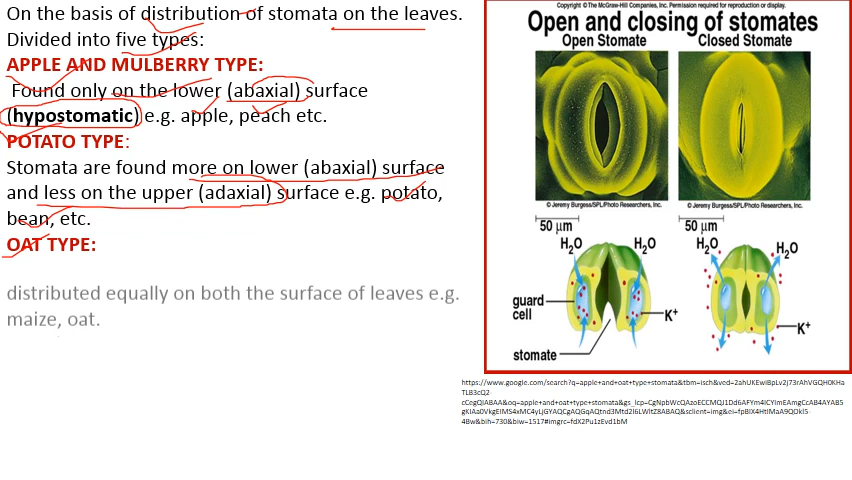 On the basis of distribution of stomata on the leaves.
Divided into five types:
APPLE AND MULBERRY TYPE:
Found only on the lower (abaxial) surface
(hypostomatic) e.g. apple, peach etc.
POTATO TYPE:
Stomata are found more on lower (abaxial) surface
and less on the upper (adaxial) surface e.g. potato,
bean, etc.
OAT TYPE:
distributed equally on both the surface of leaves e.g.
maize, oat.
Copyright © The McGraw-Hill Companies, Inc. Permission required for reproduction or display.
Open and closing of stomates
Open Stomate
Closed Stomate
© Jeremy Burgess/SPL/Photo Researchers, Inc.
© Jeremy Burgess/SPL/Photo Researchers, Inc.
50 µm
50 µm
H₂O
H₂O
H₂O
H₂O
guard
cell
K⁺
K⁺
stomate